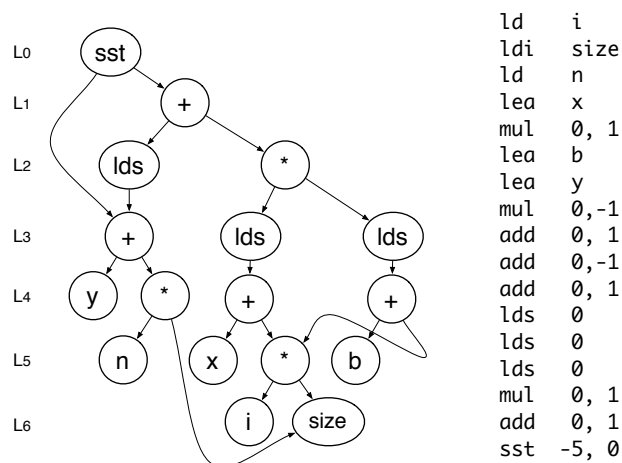 L0
sst
L1
+
L2
lds
*
L3
+
lds
lds
L4
y
*
+
+
L5
n
x
*
b
L6
i
size
ld i
ldi size
ld n
lea x
mul 0, 1
lea b
lea y
mul 0,-1
add 0, 1
add 0,-1
add 0, 1
lds 0
lds 0
lds 0
mul 0, 1
add 0, 1
sst -5, 0